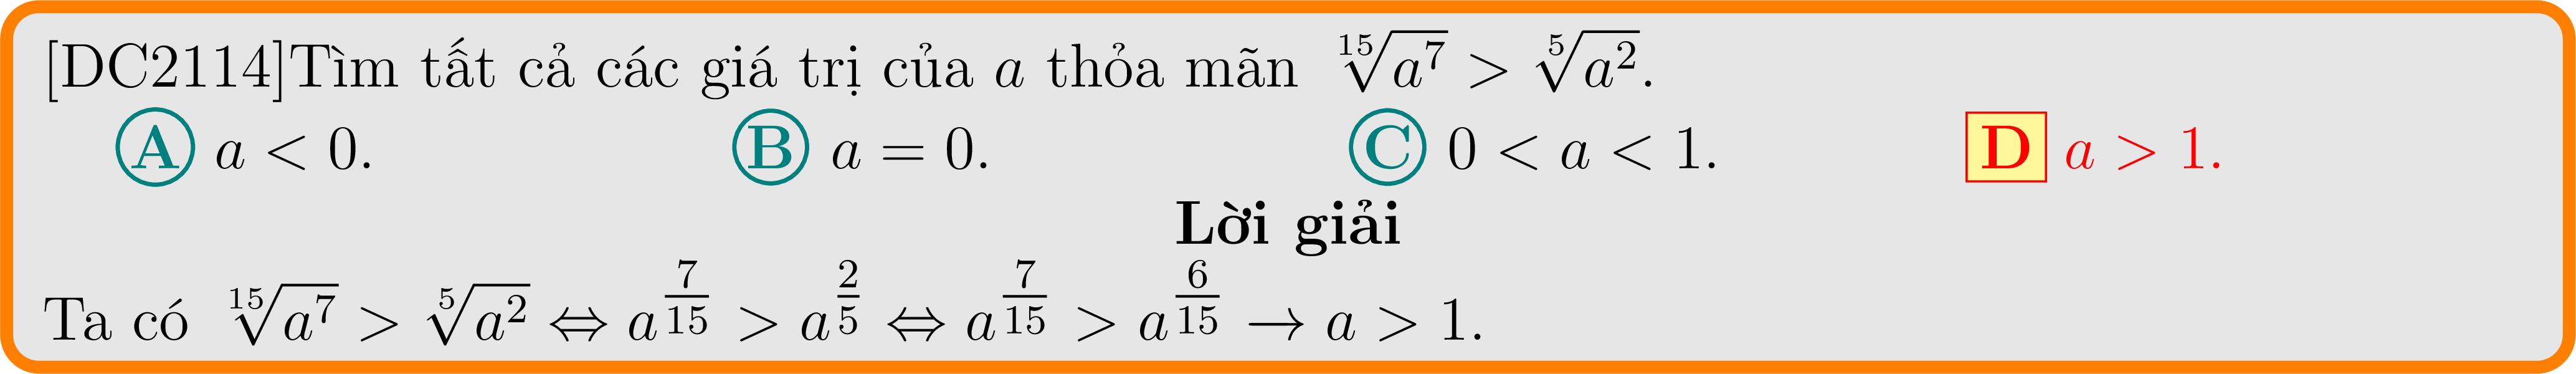 [DC2114]Tìm tất cả các giá trị của $a$ thỏa mãn $\sqrt[15]{a^7} > \sqrt[5]{a^2}$.
A $a < 0$. B $a = 0$. C $0 < a < 1$. D $a > 1$.
Lời giải
Ta có $\sqrt[15]{a^7} > \sqrt[5]{a^2} \Leftrightarrow a^{\frac{7}{15}} > a^{\frac{2}{5}} \Leftrightarrow a^{\frac{7}{15}} > a^{\frac{6}{15}} \rightarrow a > 1$.